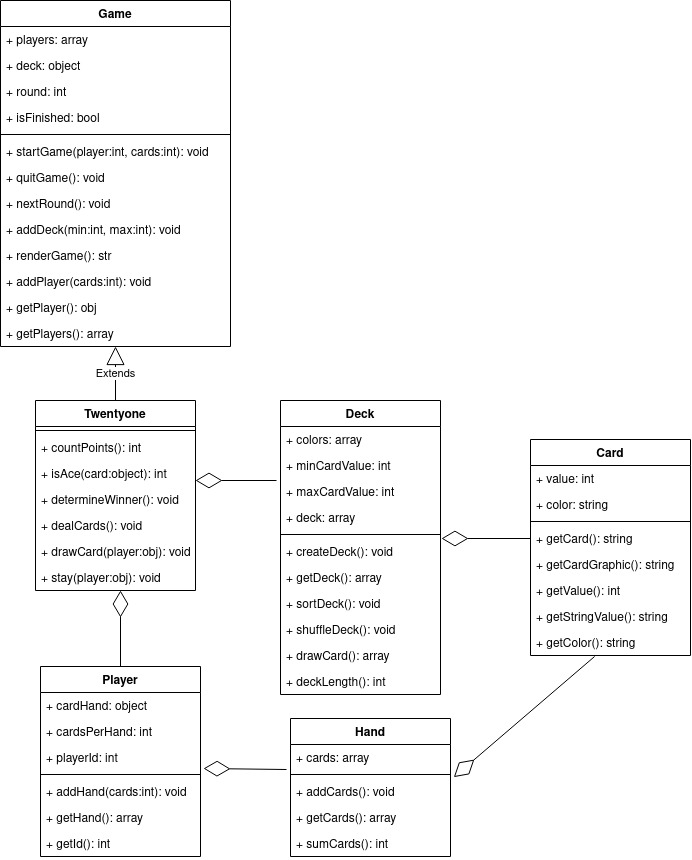 Game
+ players: array
+ deck: object
+ round: int
+ isFinished: bool
+ startGame(player:int, cards:int): void
+ quitGame(): void
+ nextRound(): void
+ addDeck(min:int, max:int): void
+ renderGame(): str
+ addPlayer(cards:int): void
+ getPlayer(): obj
+ getPlayers(): array
Extends
Twentyone
+ countPoints(): int
+ isAce(card:object): int
+ determineWinner(): void
+ dealCards(): void
+ drawCard(player:obj): void
+ stay(player:obj): void
Deck
+ colors: array
+ minCardValue: int
+ maxCardValue: int
+ deck: array
+ createDeck(): void
+ getDeck(): array
+ sortDeck(): void
+ shuffleDeck(): void
+ drawCard(): array
+ deckLength(): int
Card
+ value: int
+ color: string
+ getCard(): string
+ getCardGraphic(): string
+ getValue(): int
+ getStringValue(): string
+ getColor(): string
Player
+ cardHand: object
+ cardsPerHand: int
+ playerId: int
+ addHand(cards:int): void
+ getHand(): array
+ getId(): int
Hand
+ cards: array
+ addCards(): void
+ getCards(): array
+ sumCards(): int